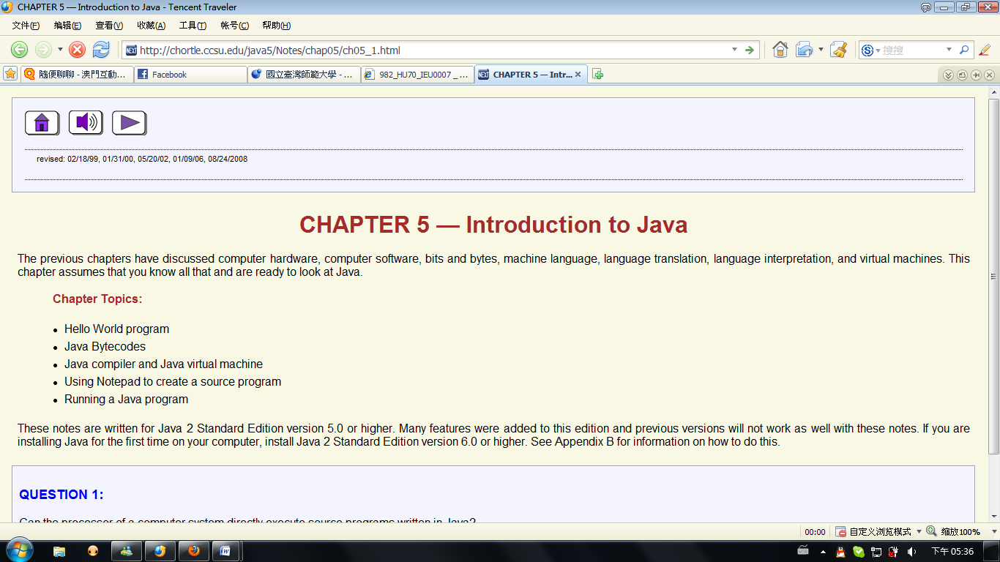 CHAPTER 5 — Introduction to Java - Tencent Traveler
文件(F) 编辑(E) 查看(V) 收藏(A) 工具(T) 帐号(C) 帮助(H)
NEXT http://chortle.ccsu.edu/java5/Notes/chap05/ch05_1.html 搜搜
隨便聊聊 - 澳門互動... Facebook 國立臺灣師範大學 - ... 982_HU70_IEU0007 _ ... NEXT CHAPTER 5 — Intr...
revised: 02/18/99, 01/31/00, 05/20/02, 01/09/06, 08/24/2008
CHAPTER 5 — Introduction to Java
The previous chapters have discussed computer hardware, computer software, bits and bytes, machine language, language translation, language interpretation, and virtual machines. This
chapter assumes that you know all that and are ready to look at Java.
Chapter Topics:
• Hello World program
• Java Bytecodes
• Java compiler and Java virtual machine
• Using Notepad to create a source program
• Running a Java program
These notes are written for Java 2 Standard Edition version 5.0 or higher. Many features were added to this edition and previous versions will not work as well with these notes. If you are
installing Java for the first time on your computer, install Java 2 Standard Edition version 6.0 or higher. See Appendix B for information on how to do this.
QUESTION 1:
Can the processor of a computer system directly execute source programs written in Java?
00:00 自定义浏览模式 缩放100%
下午 05:36